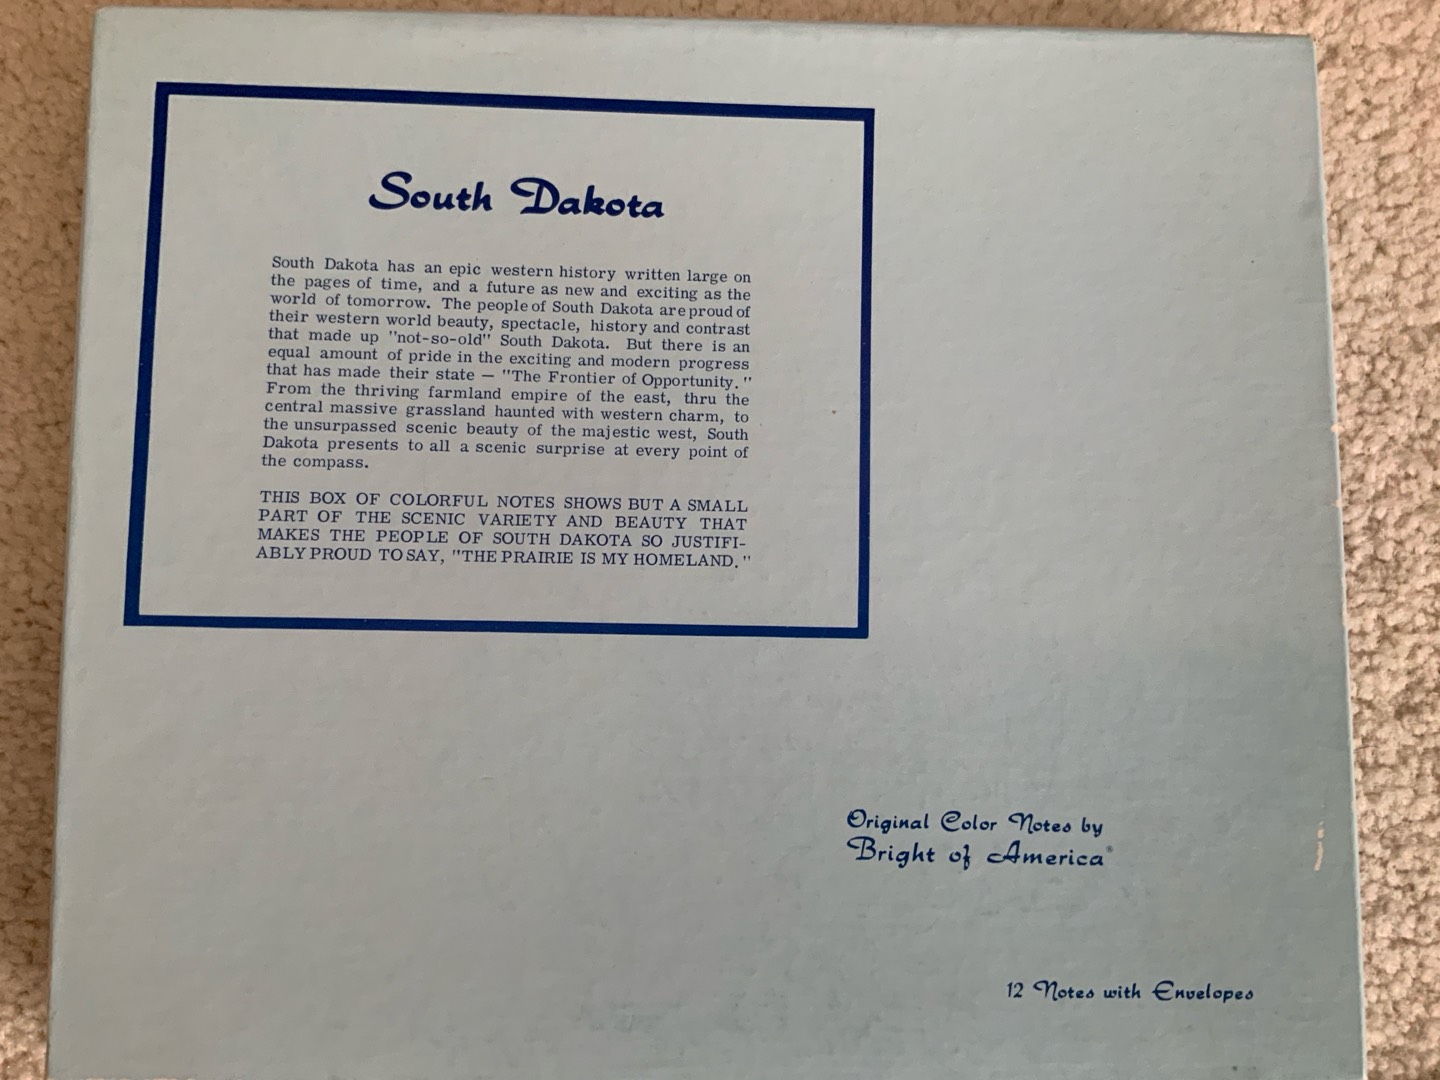 South Dakota
South Dakota has an epic western history written large on
the pages of time, and a future as new and exciting as the
world of tomorrow. The people of South Dakota are proud of
their western world beauty, spectacle, history and contrast
that made up "not-so-old" South Dakota. But there is an
equal amount of pride in the exciting and modern progress
that has made their state — "The Frontier of Opportunity."
From the thriving farmland empire of the east, thru the
central massive grassland haunted with western charm, to
the unsurpassed scenic beauty of the majestic west, South
Dakota presents to all a scenic surprise at every point of
the compass.
THIS BOX OF COLORFUL NOTES SHOWS BUT A SMALL
PART OF THE SCENIC VARIETY AND BEAUTY THAT
MAKES THE PEOPLE OF SOUTH DAKOTA SO JUSTIFI-
ABLY PROUD TO SAY, "THE PRAIRIE IS MY HOMELAND."
Original Color Notes by
Bright of America®
12 Notes with Envelopes